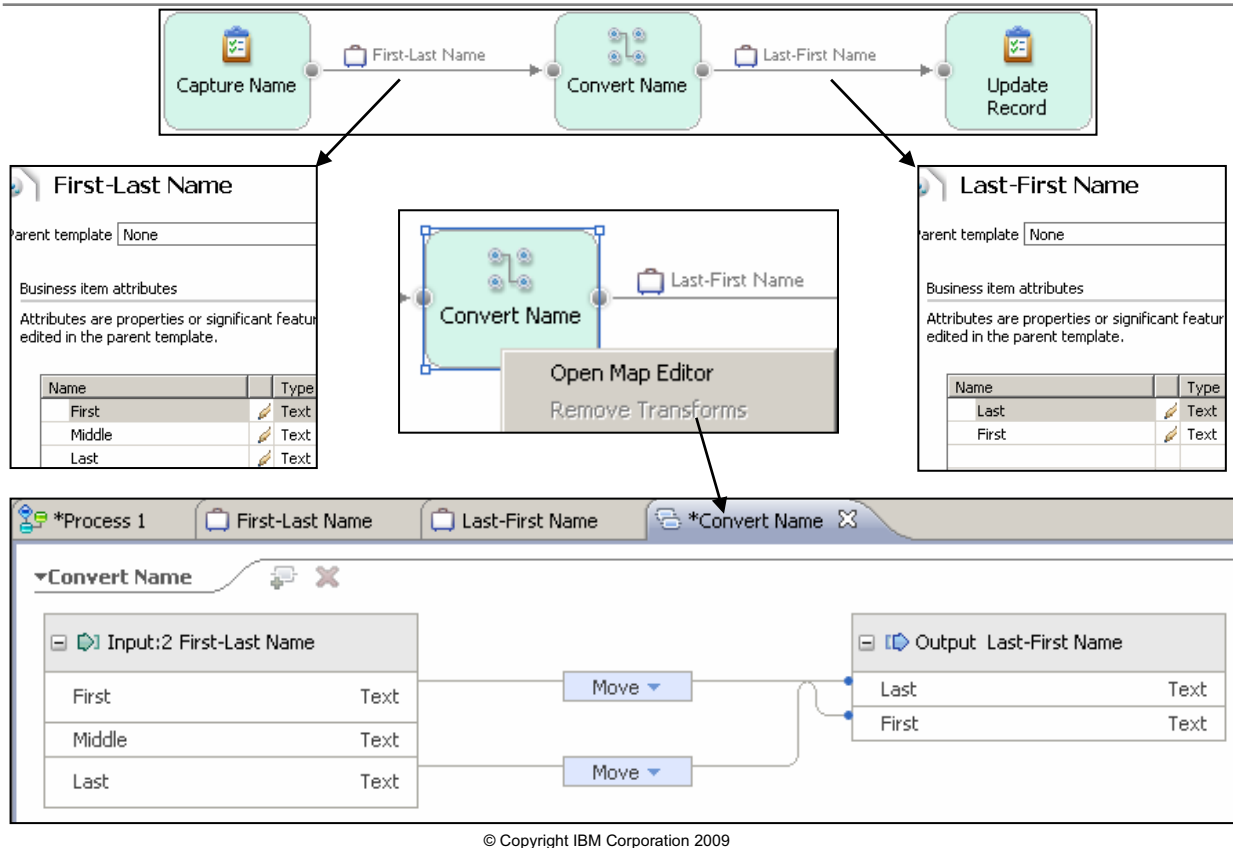 Capture Name
First-Last Name
Convert Name
Last-First Name
Update
Record
First-Last Name
Parent template None
Business item attributes
Attributes are properties or significant featur
edited in the parent template.
Name Type
First Text
Middle Text
Last Text
Convert Name
Last-First Name
Open Map Editor
Remove Transforms
Last-First Name
Parent template None
Business item attributes
Attributes are properties or significant featur
edited in the parent template.
Name Type
Last Text
First Text
*Process 1 First-Last Name Last-First Name *Convert Name
Convert Name
Input:2 First-Last Name
First Text
Middle Text
Last Text
Move
Move
Output Last-First Name
Last Text
First Text
© Copyright IBM Corporation 2009